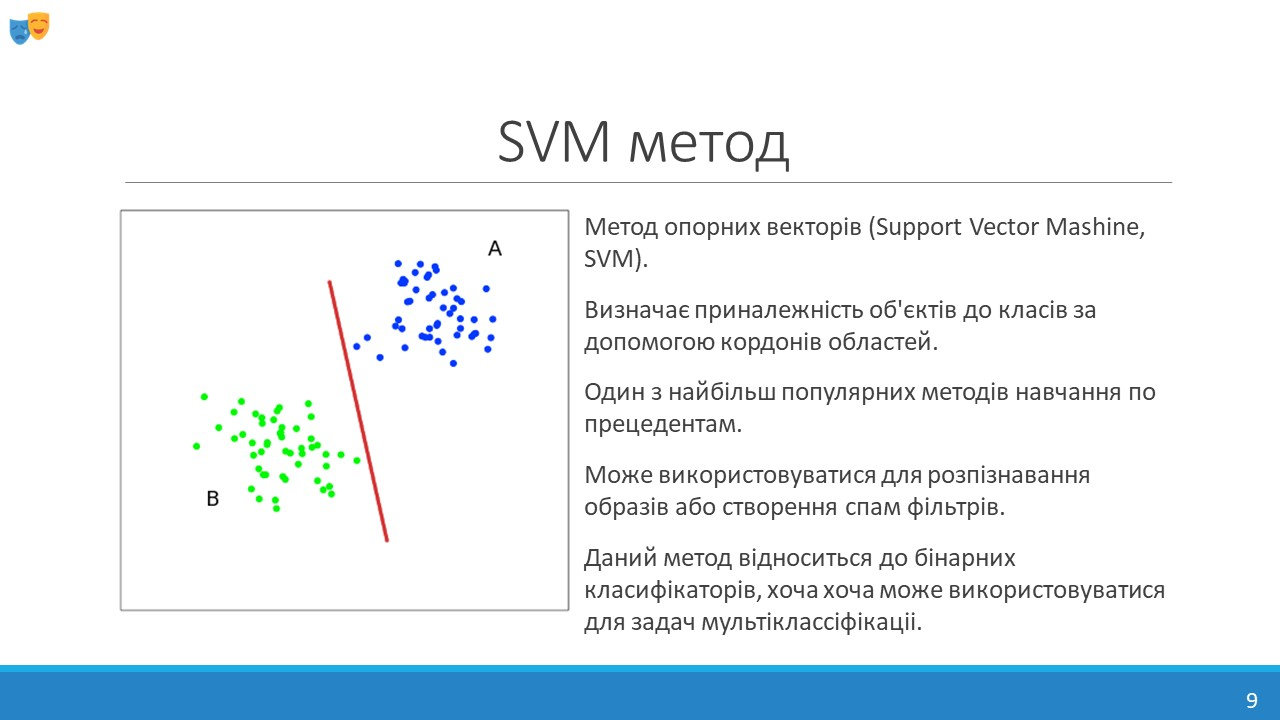 SVM метод
A
B
Метод опорних векторів (Support Vector Mashine,
SVM).
Визначає приналежність об'єктів до класів за
допомогою кордонів областей.
Один з найбільш популярних методів навчання по
прецедентам.
Може використовуватися для розпізнавання
образів або створення спам фільтрів.
Даний метод відноситься до бінарних
класифікаторів, хоча хоча може використовуватися
для задач мультіклассіфікаціі.
9